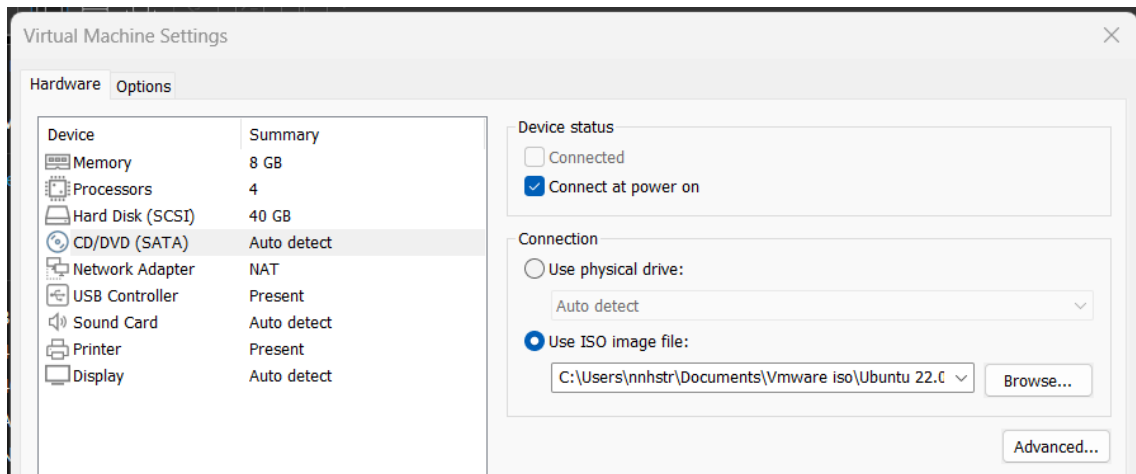 Virtual Machine Settings
Hardware Options
Device Summary
Memory 8 GB
Processors 4
Hard Disk (SCSI) 40 GB
CD/DVD (SATA) Auto detect
Network Adapter NAT
USB Controller Present
Sound Card Auto detect
Printer Present
Display Auto detect
Device status
Connected
Connect at power on
Connection
Use physical drive:
Auto detect
Use ISO image file:
C:\Users\nnhstr\Documents\Vmware iso\Ubuntu 22.0
Browse...
Advanced...